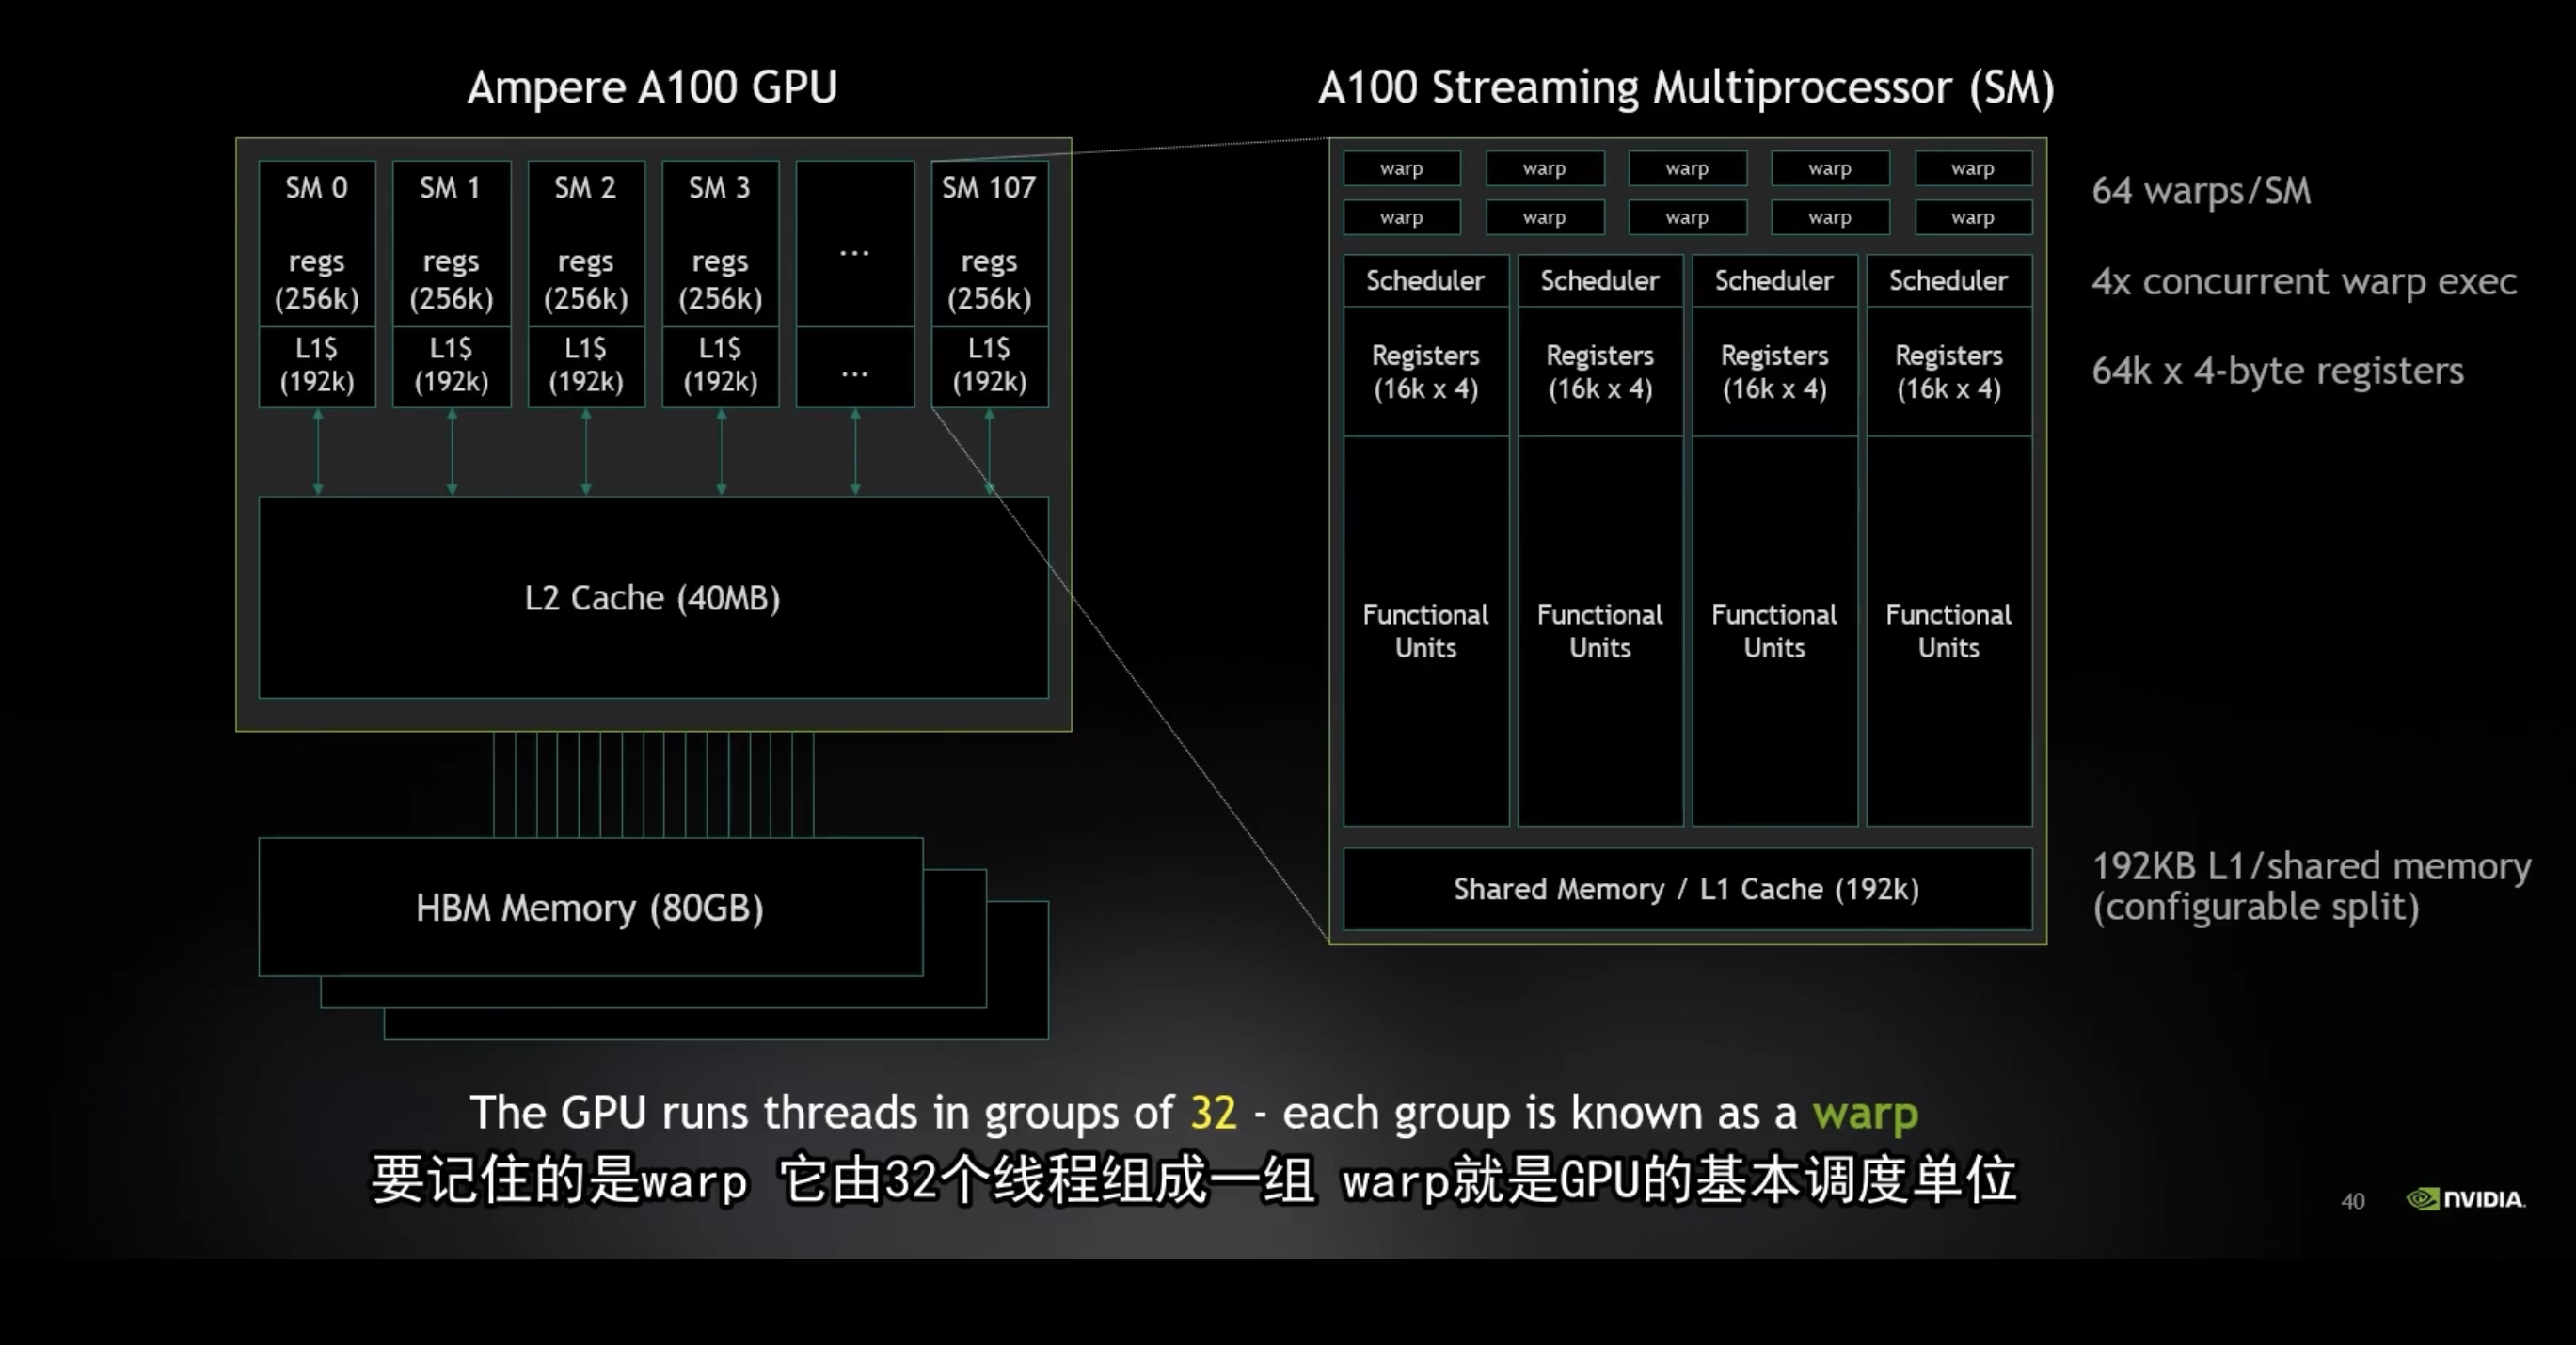 Ampere A100 GPU
SM 0
regs
(256k)
L1$
(192k)
SM 1
regs
(256k)
L1$
(192k)
SM 2
regs
(256k)
L1$
(192k)
SM 3
regs
(256k)
L1$
(192k)
...
...
SM 107
regs
(256k)
L1$
(192k)
L2 Cache (40MB)
HBM Memory (80GB)
A100 Streaming Multiprocessor (SM)
warp warp warp warp warp
warp warp warp warp warp
64 warps/SM
Scheduler Scheduler Scheduler Scheduler
4x concurrent warp exec
Registers
(16k x 4)
Registers
(16k x 4)
Registers
(16k x 4)
Registers
(16k x 4)
64k x 4-byte registers
Functional
Units
Functional
Units
Functional
Units
Functional
Units
Shared Memory / L1 Cache (192k)
192KB L1/shared memory
(configurable split)
The GPU runs threads in groups of 32 - each group is known as a warp
要记住的是warp 它由32个线程组成一组 warp就是GPU的基本调度单位
40
NVIDIA.